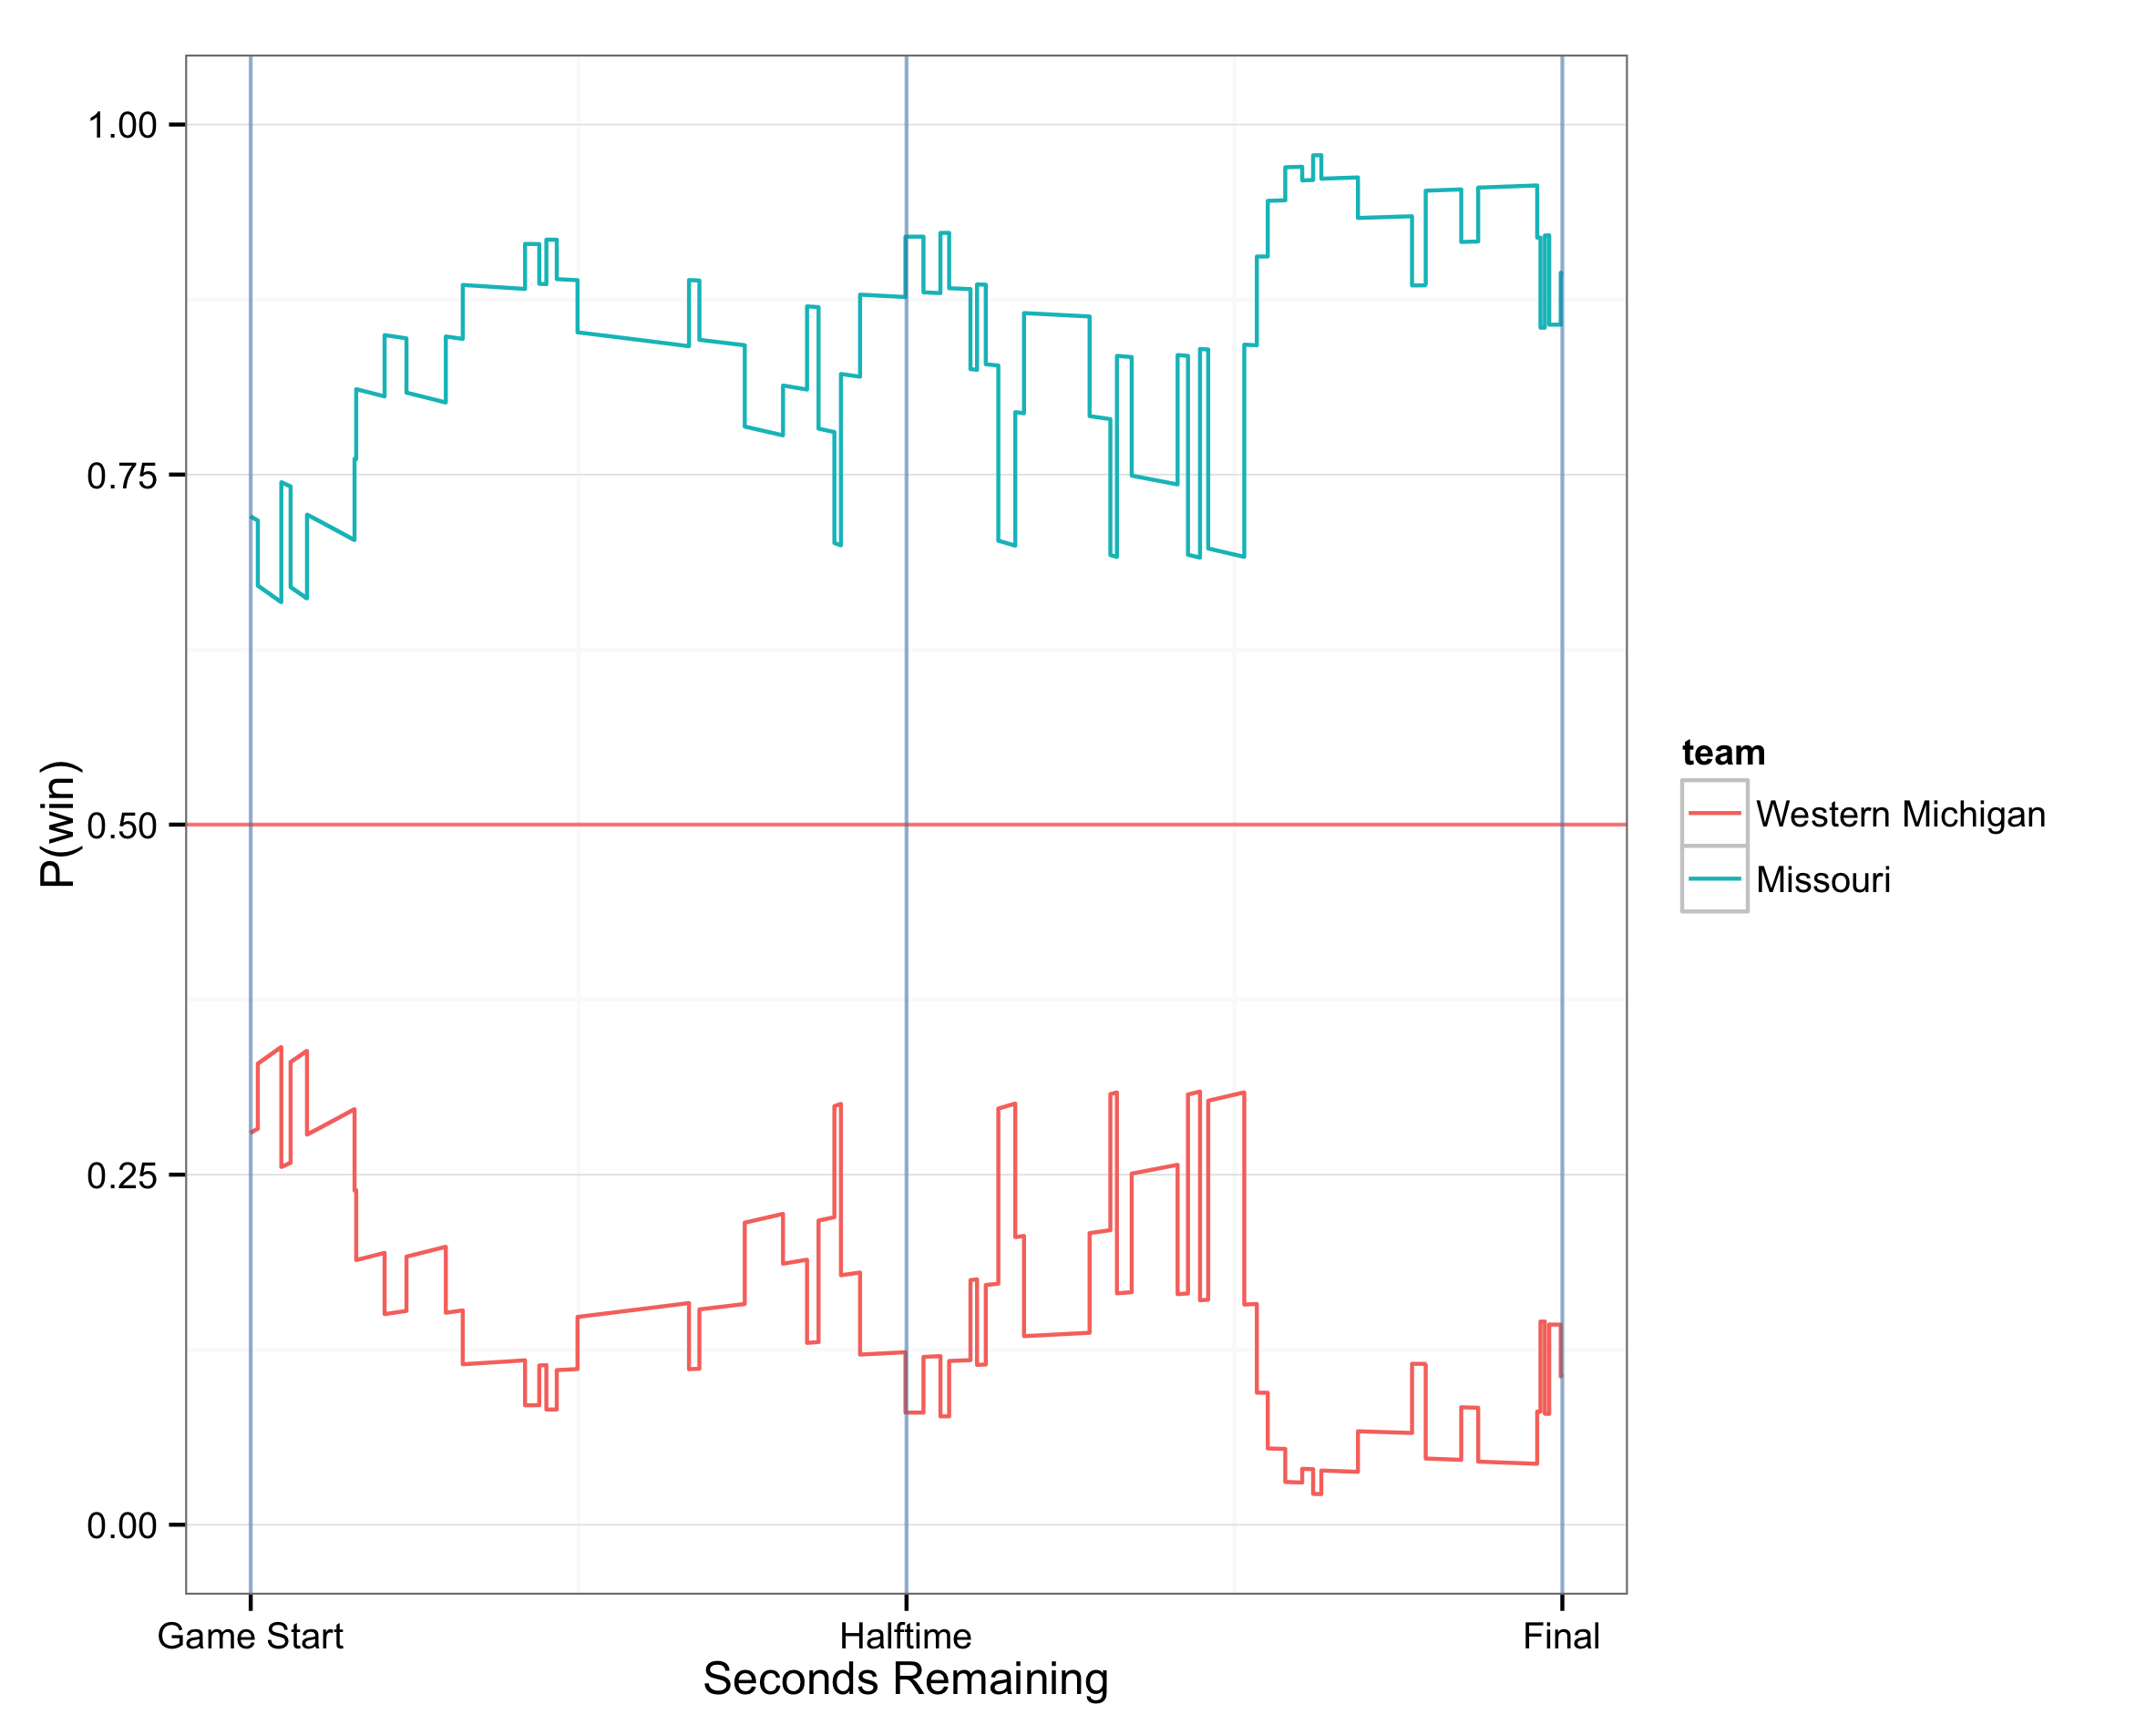 1.00
0.75
0.50
0.25
0.00
P(win)
Game Start
Halftime
Final
Seconds Remaining
team
Western Michigan
Missouri